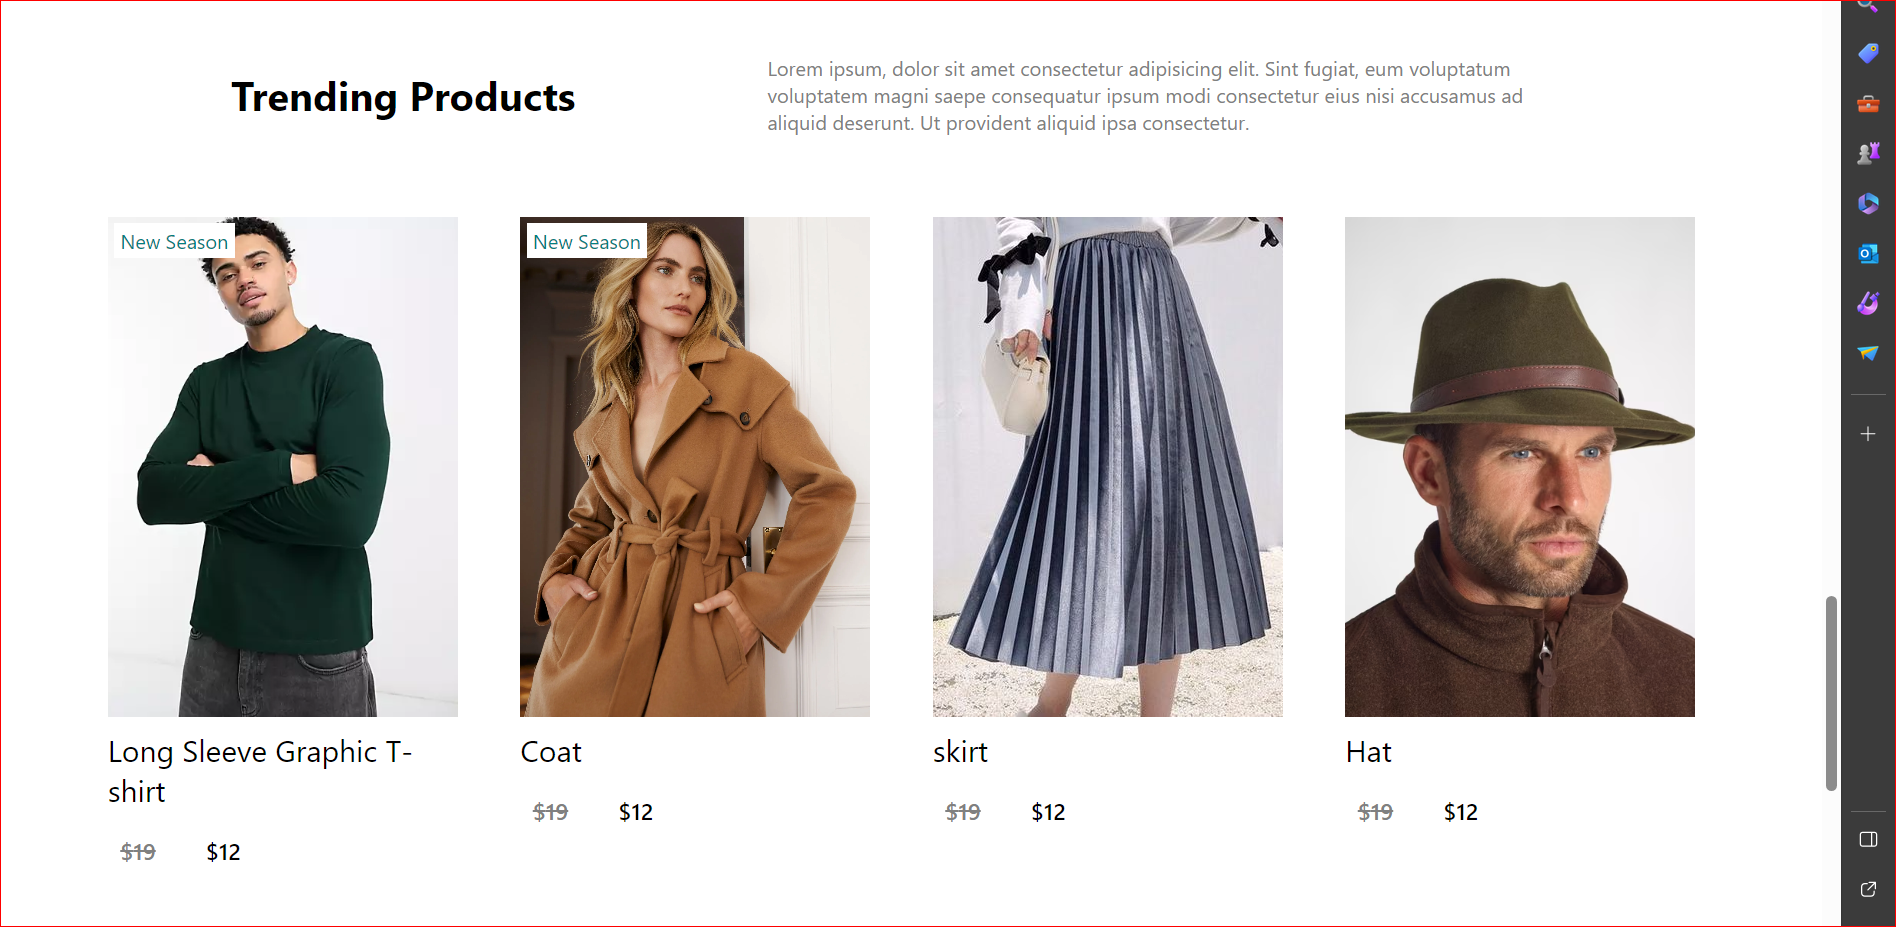 Trending Products
Lorem ipsum, dolor sit amet consectetur adipisicing elit. Sint fugiat, eum voluptatum
voluptatem magni saepe consequatur ipsum modi consectetur eius nisi accusamus ad
aliquid deserunt. Ut provident aliquid ipsa consectetur.
New Season
Long Sleeve Graphic T-
shirt
$19 $12
New Season
Coat
$19 $12
skirt
$19 $12
Hat
$19 $12